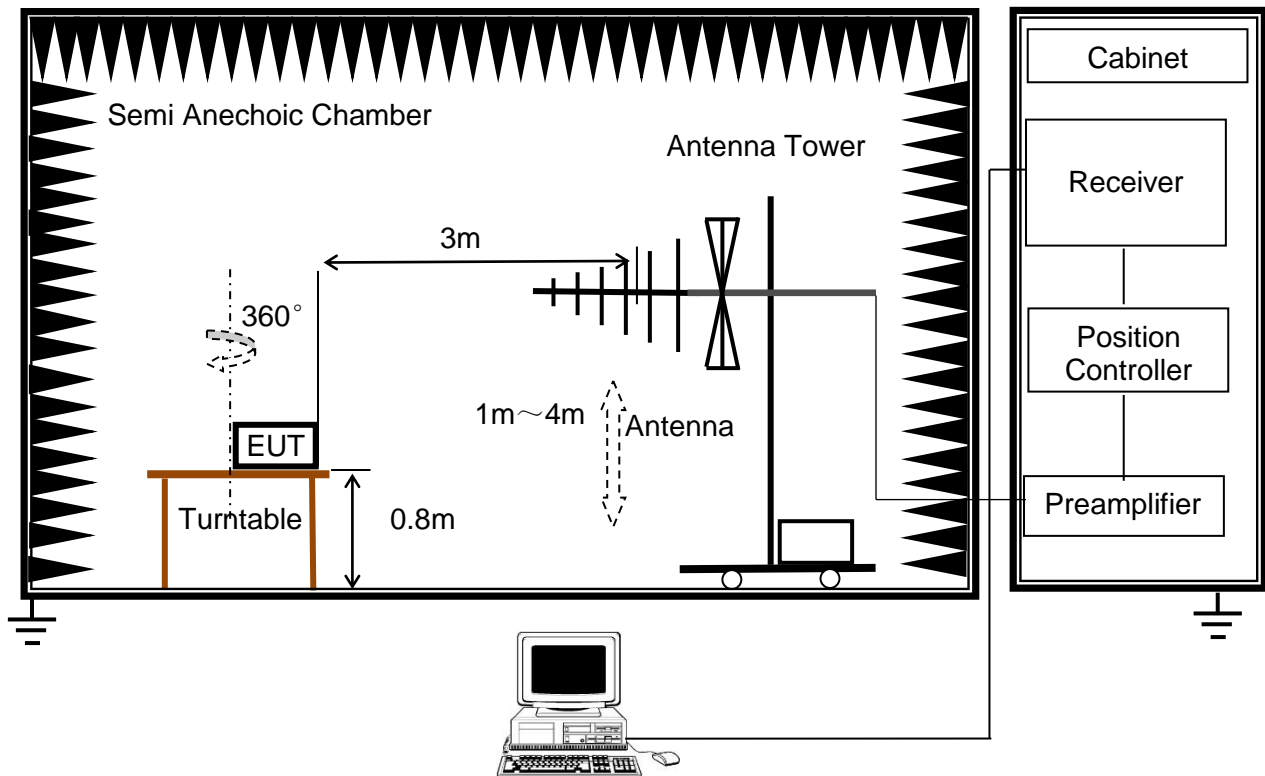 Cabinet
Semi Anechoic Chamber
Antenna Tower
Receiver
3m
360°
Position
Controller
1m～4m
Antenna
EUT
Turntable
0.8m
Preamplifier